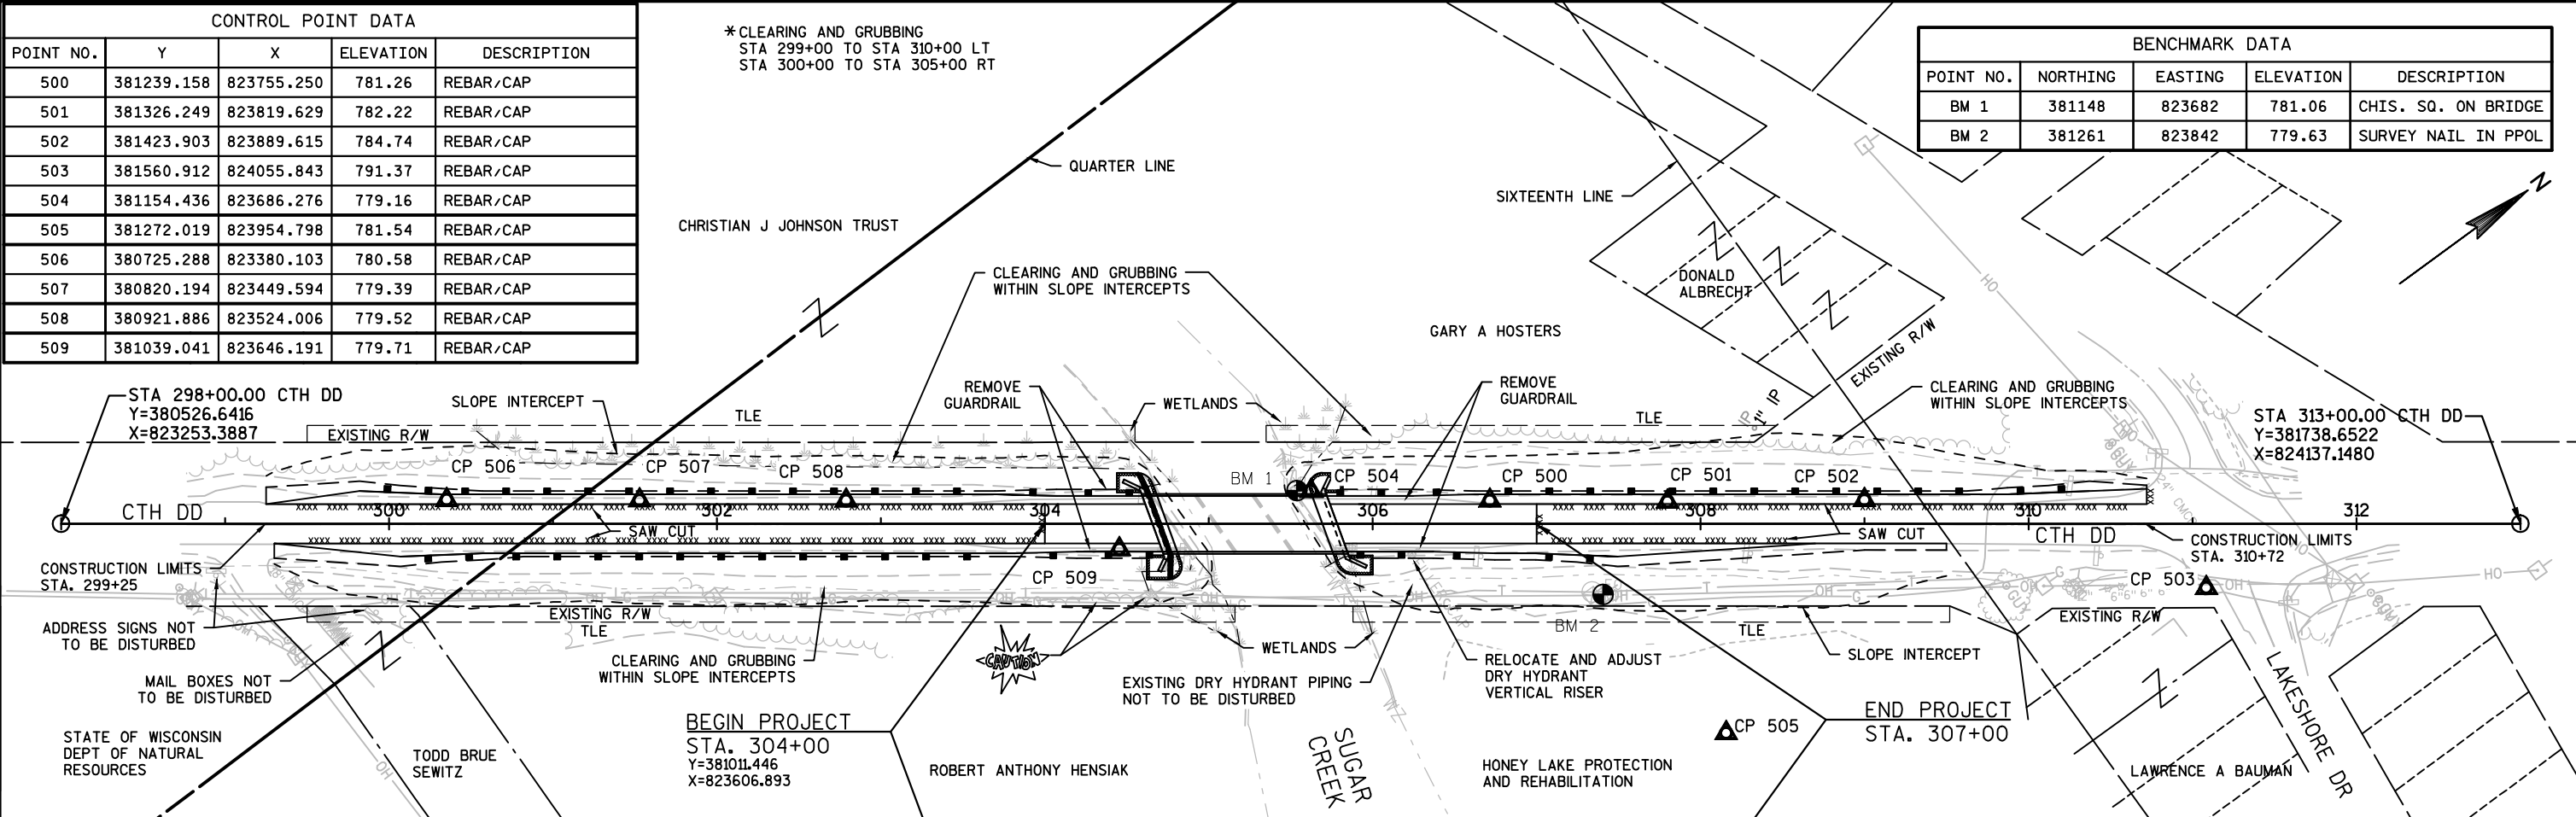 CONTROL POINT DATA
POINT NO. Y X ELEVATION DESCRIPTION
500 381239.158 823755.250 781.26 REBAR/CAP
501 381326.249 823819.629 782.22 REBAR/CAP
502 381423.903 823889.615 784.74 REBAR/CAP
503 381560.912 824055.843 791.37 REBAR/CAP
504 381154.436 823686.276 779.16 REBAR/CAP
505 381272.019 823954.798 781.54 REBAR/CAP
506 380725.288 823380.103 780.58 REBAR/CAP
507 380820.194 823449.594 779.39 REBAR/CAP
508 380921.886 823524.006 779.52 REBAR/CAP
509 381039.041 823646.191 779.71 REBAR/CAP
*CLEARING AND GRUBBING
STA 299+00 TO STA 310+00 LT
STA 300+00 TO STA 305+00 RT
BENCHMARK DATA
POINT NO. NORTHING EASTING ELEVATION DESCRIPTION
BM 1 381148 823682 781.06 CHIS. SQ. ON BRIDGE
BM 2 381261 823842 779.63 SURVEY NAIL IN PPOL
N
QUARTER LINE
SIXTEENTH LINE
CHRISTIAN J JOHNSON TRUST
CLEARING AND GRUBBING
WITHIN SLOPE INTERCEPTS
DONALD
ALBRECHT
GARY A HOSTERS
EXISTING R/W
HO
STA 298+00.00 CTH DD
Y=380526.6416
X=823253.3887
SLOPE INTERCEPT
EXISTING R/W
TLE
REMOVE
GUARDRAIL
WETLANDS
REMOVE
GUARDRAIL
TLE
1" IP
IP
CLEARING AND GRUBBING
WITHIN SLOPE INTERCEPTS
STA 313+00.00 CTH DD
Y=381738.6522
X=824137.1480
CP 506
CP 507
CP 508
BM 1
CP 504
CP 500
CP 501
CP 502
GUY
24" CMC
CTH DD
300
302
304
306
308
310
312
SAW CUT
SAW CUT
CTH DD
CONSTRUCTION LIMITS
STA. 299+25
CONSTRUCTION LIMITS
STA. 310+72
CP 509
CP 503
OH
HO
EXISTING R/W
TLE
BM 2
TLE
EXISTING R/W
ADDRESS SIGNS NOT
TO BE DISTURBED
MAIL BOXES NOT
TO BE DISTURBED
CLEARING AND GRUBBING
WITHIN SLOPE INTERCEPTS
CAUTION
WETLANDS
EXISTING DRY HYDRANT PIPING
NOT TO BE DISTURBED
RELOCATE AND ADJUST
DRY HYDRANT
VERTICAL RISER
SLOPE INTERCEPT
LAKESHORE DR
STATE OF WISCONSIN
DEPT OF NATURAL
RESOURCES
TODD BRUE
SEWITZ
OH
BEGIN PROJECT
STA. 304+00
Y=381011.446
X=823606.893
ROBERT ANTHONY HENSIAK
SUGAR
CREEK
HONEY LAKE PROTECTION
AND REHABILITATION
CP 505
END PROJECT
STA. 307+00
LAWRENCE A BAUMAN